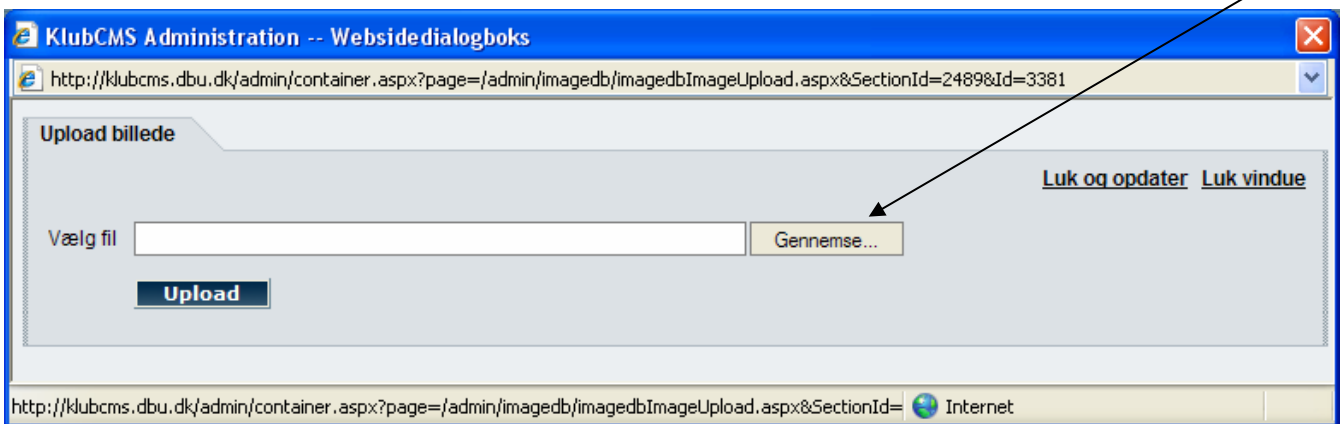 KlubCMS Administration -- Websidedialogboks
http://klubcms.dbu.dk/admin/container.aspx?page=/admin/imagedb/imagedbImageUpload.aspx&SectionId=2489&Id=3381
Upload billede
Luk og opdater Luk vindue
Vælg fil Gennemse...
Upload
http://klubcms.dbu.dk/admin/container.aspx?page=/admin/imagedb/imagedbImageUpload.aspx&SectionId= Internet